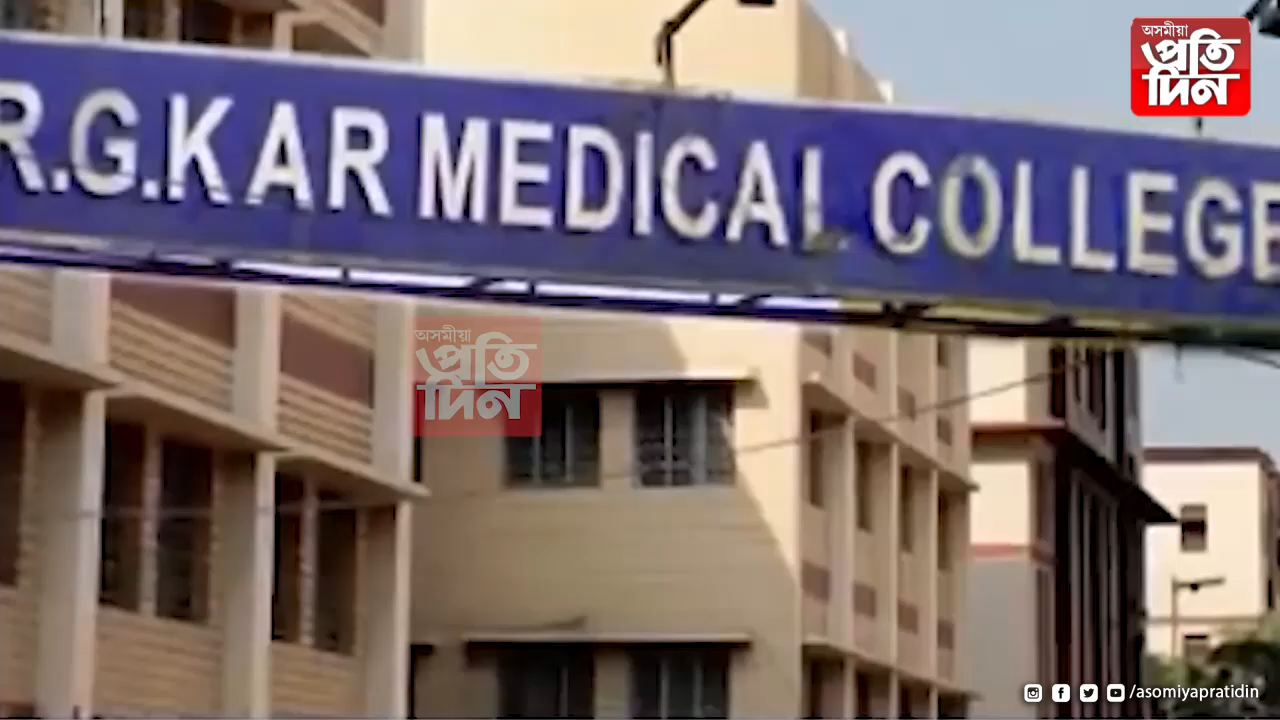 অসমীয়া
প্ৰতি
দিন
R.G.KAR MEDICAL COLLEGE
অসমীয়া
প্ৰতি
দিন
/asomiyapratidin